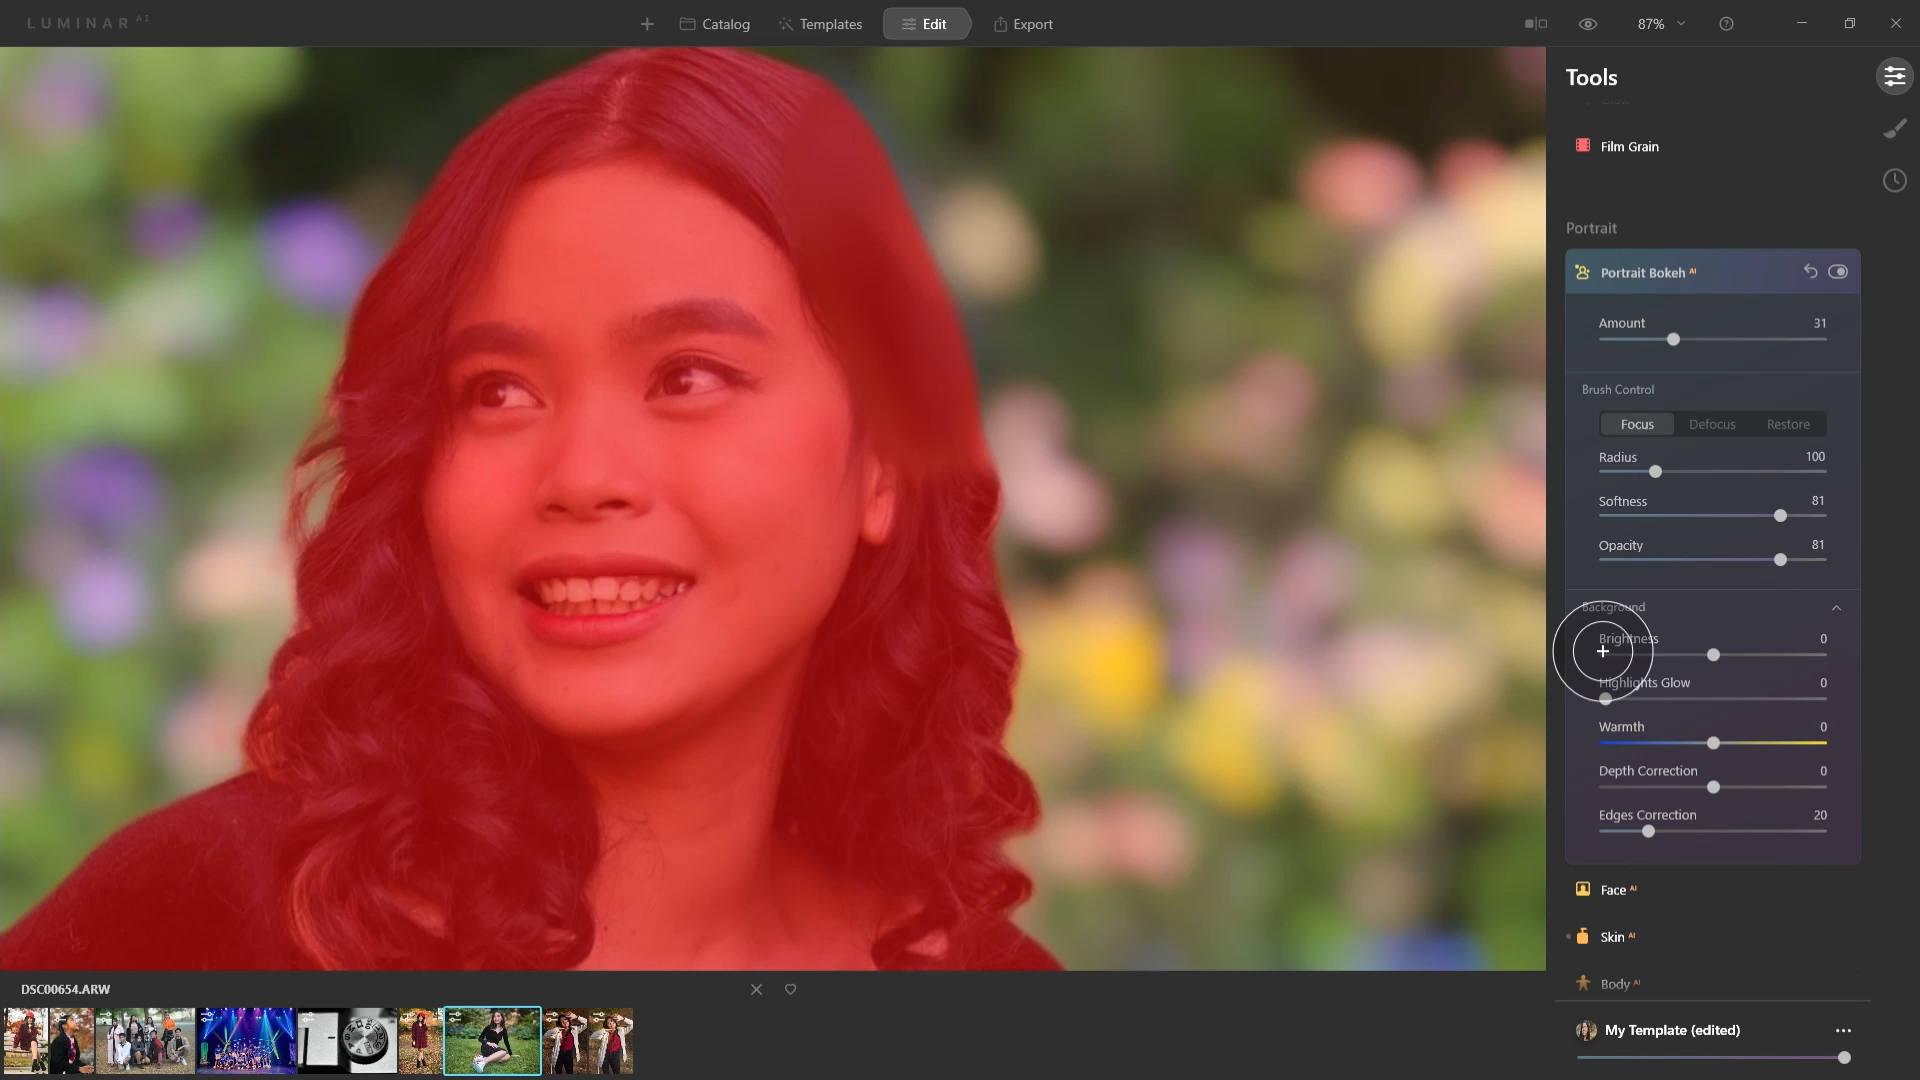 LUMINAR AI
Catalog
Templates
Edit
Export
87%
Tools
Film Grain
Portrait
Portrait Bokeh AI
Amount 31
Brush Control
Focus Defocus Restore
Radius 100
Softness 81
Opacity 81
Background
Brightness 0
Highlights Glow 0
Warmth 0
Depth Correction 0
Edges Correction 20
Face AI
Skin AI
Body AI
DSC00654.ARW
My Template (edited)